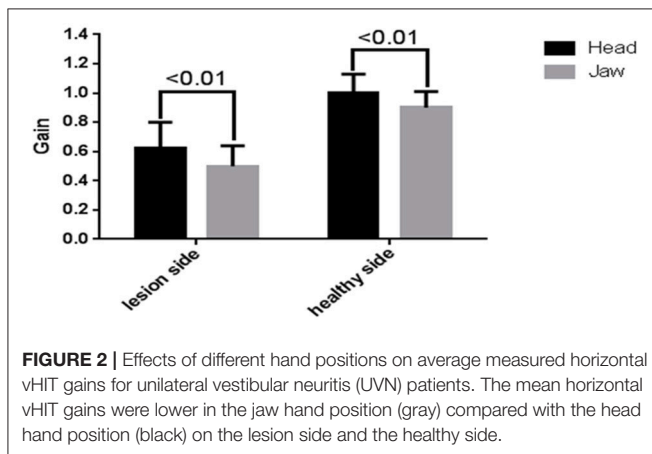 1.4
1.2
1.0
0.8
0.6
0.4
0.2
0.0
Gain
<0.01
<0.01
Head
Jaw
lesion side
healthy side
FIGURE 2 | Effects of different hand positions on average measured horizontal
vHIT gains for unilateral vestibular neuritis (UVN) patients. The mean horizontal
vHIT gains were lower in the jaw hand position (gray) compared with the head
hand position (black) on the lesion side and the healthy side.